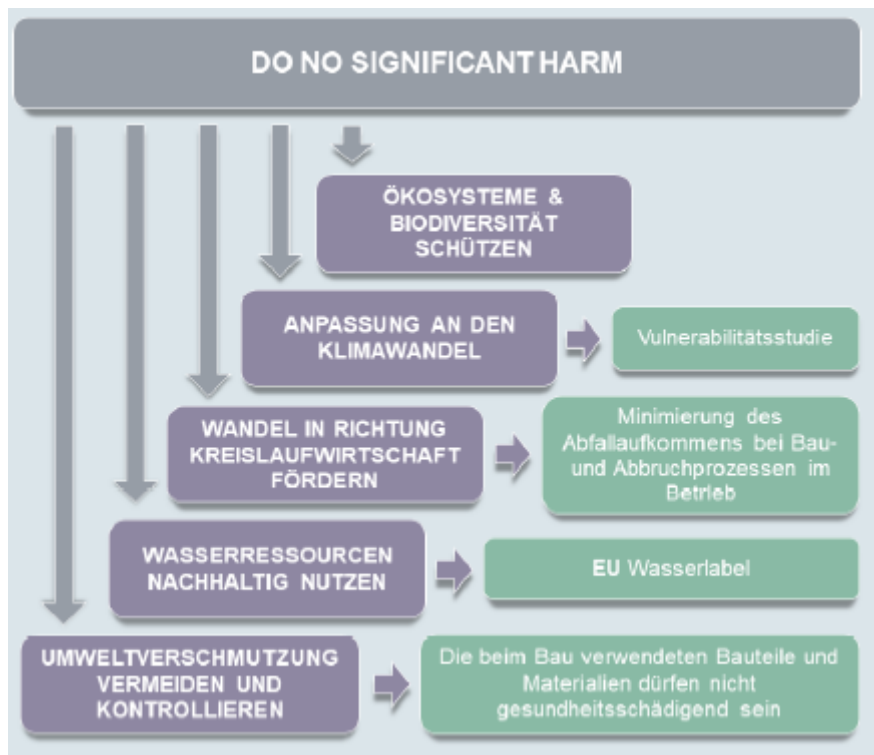 DO NO SIGNIFICANT HARM
ÖKOSYSTEME &
BIODIVERSITÄT
SCHÜTZEN
ANPASSUNG AN DEN
KLIMAWANDEL
Vulnerabilitätsstudie
WANDEL IN RICHTUNG
KREISLAUFWIRTSCHAFT
FÖRDERN
Minimierung des
Abfallaufkommens bei Bau-
und Abbruchprozessen im
Betrieb
WASSERRESSOURCEN
NACHHALTIG NUTZEN
EU Wasserlabel
UMWELTVERSCHMUTZUNG
VERMEIDEN UND
KONTROLLIEREN
Die beim Bau verwendeten Bauteile und
Materialien dürfen nicht
gesundheitsschädigend sein